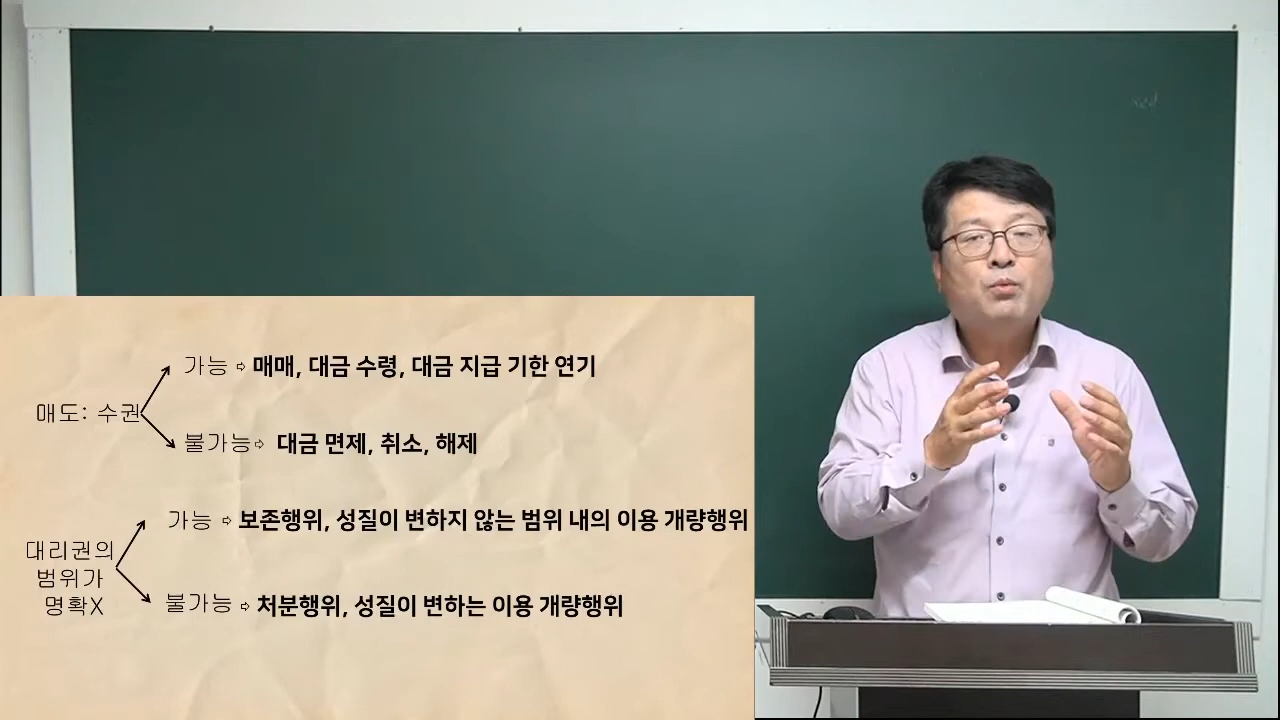 가능 ⇨ 매매, 대금 수령, 대금 지급 기한 연기
매도: 수권
불가능⇨ 대금 면제, 취소, 해제
가능 ⇨ 보존행위, 성질이 변하지 않는 범위 내의 이용 개량행위
대리권의
범위가
명확X
불가능 ⇨ 처분행위, 성질이 변하는 이용 개량행위